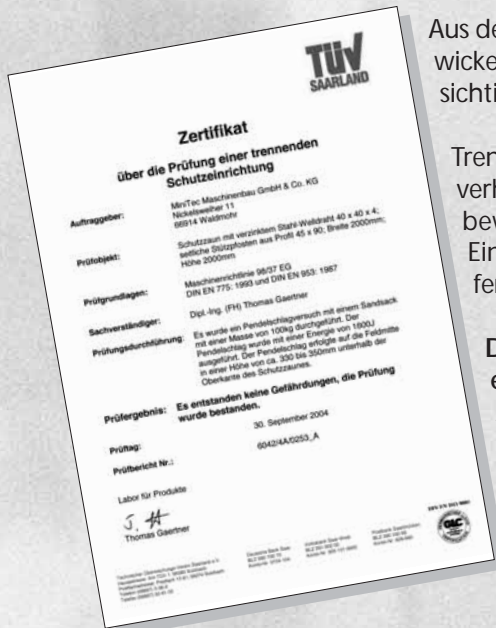 TÜV
SAARLAND
Zertifikat
über die Prüfung einer trennenden
Schutzeinrichtung
Auftraggeber: MiniTec Maschinenbau GmbH & Co. KG
Nickelsweiher 11
66914 Waldmohr
Prüfobjekt: Schutzzaun mit verzinktem Stahl-Welldraht 40 x 40 x 4;
seitliche Stützpfosten aus Profil 45 x 90; Breite 2000mm;
Höhe 2000mm
Prüfgrundlagen: Maschinenrichtlinie 98/37 EG
DIN EN 775: 1993 und DIN EN 953: 1987
Sachverständiger: Dipl.-Ing. (FH) Thomas Gaertner
Prüfungsdurchführung: Es wurde ein Pendelschlagversuch mit einem Sandsack
mit einer Masse von 100kg durchgeführt. Der
Pendelschlag wurde mit einer Energie von 1600J
ausgeführt. Der Pendelschlag erfolgte auf die Feldmitte
in einer Höhe von ca. 330 bis 350mm unterhalb der
Oberkante des Schutzzaunes.
Prüfergebnis: Es entstanden keine Gefährdungen, die Prüfung
wurde bestanden.
Prüftag: 30. September 2004
Prüfbericht Nr.: 6042/4A/0253_A
Labor für Produkte
Thomas Gaertner
Aus de
wicke
sichti
Tren
verh
bew
Ein
fer
D
e